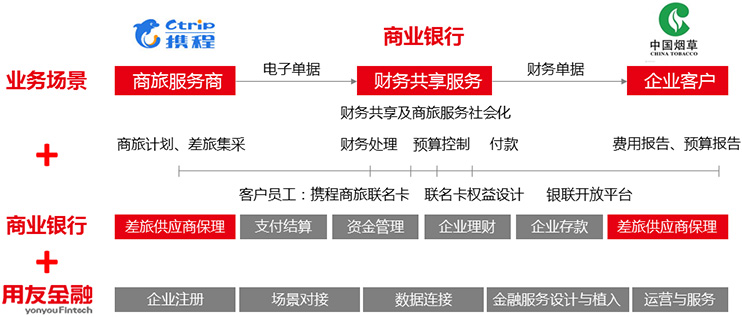 Ctrip
携程
商业银行
中国烟草
CHINA TOBACCO
业务场景
商旅服务商
电子单据
财务共享服务
财务单据
企业客户
财务共享及商旅服务社会化
+
商旅计划、差旅集采
财务处理
预算控制
付款
费用报告、预算报告
客户员工：携程商旅联名卡
联名卡权益设计
银联开放平台
商业银行
差旅供应商保理
支付结算
资金管理
企业理财
企业存款
差旅供应商保理
+
用友金融
yonyouFintech
企业注册
场景对接
数据连接
金融服务设计与植入
运营与服务